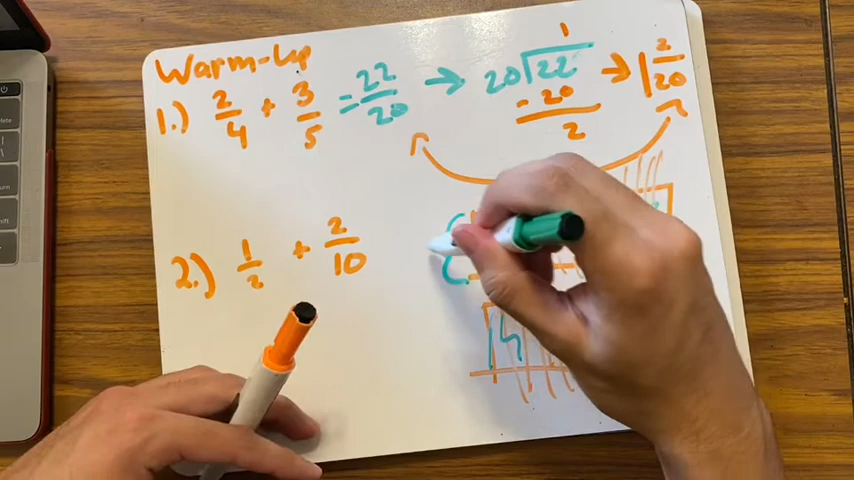 Warm-Up
1.) 2/4 + 3/5 = 22/20 → 20)22 1 → 1 2/20
- 20
2
2.) 1/2 + 2/10